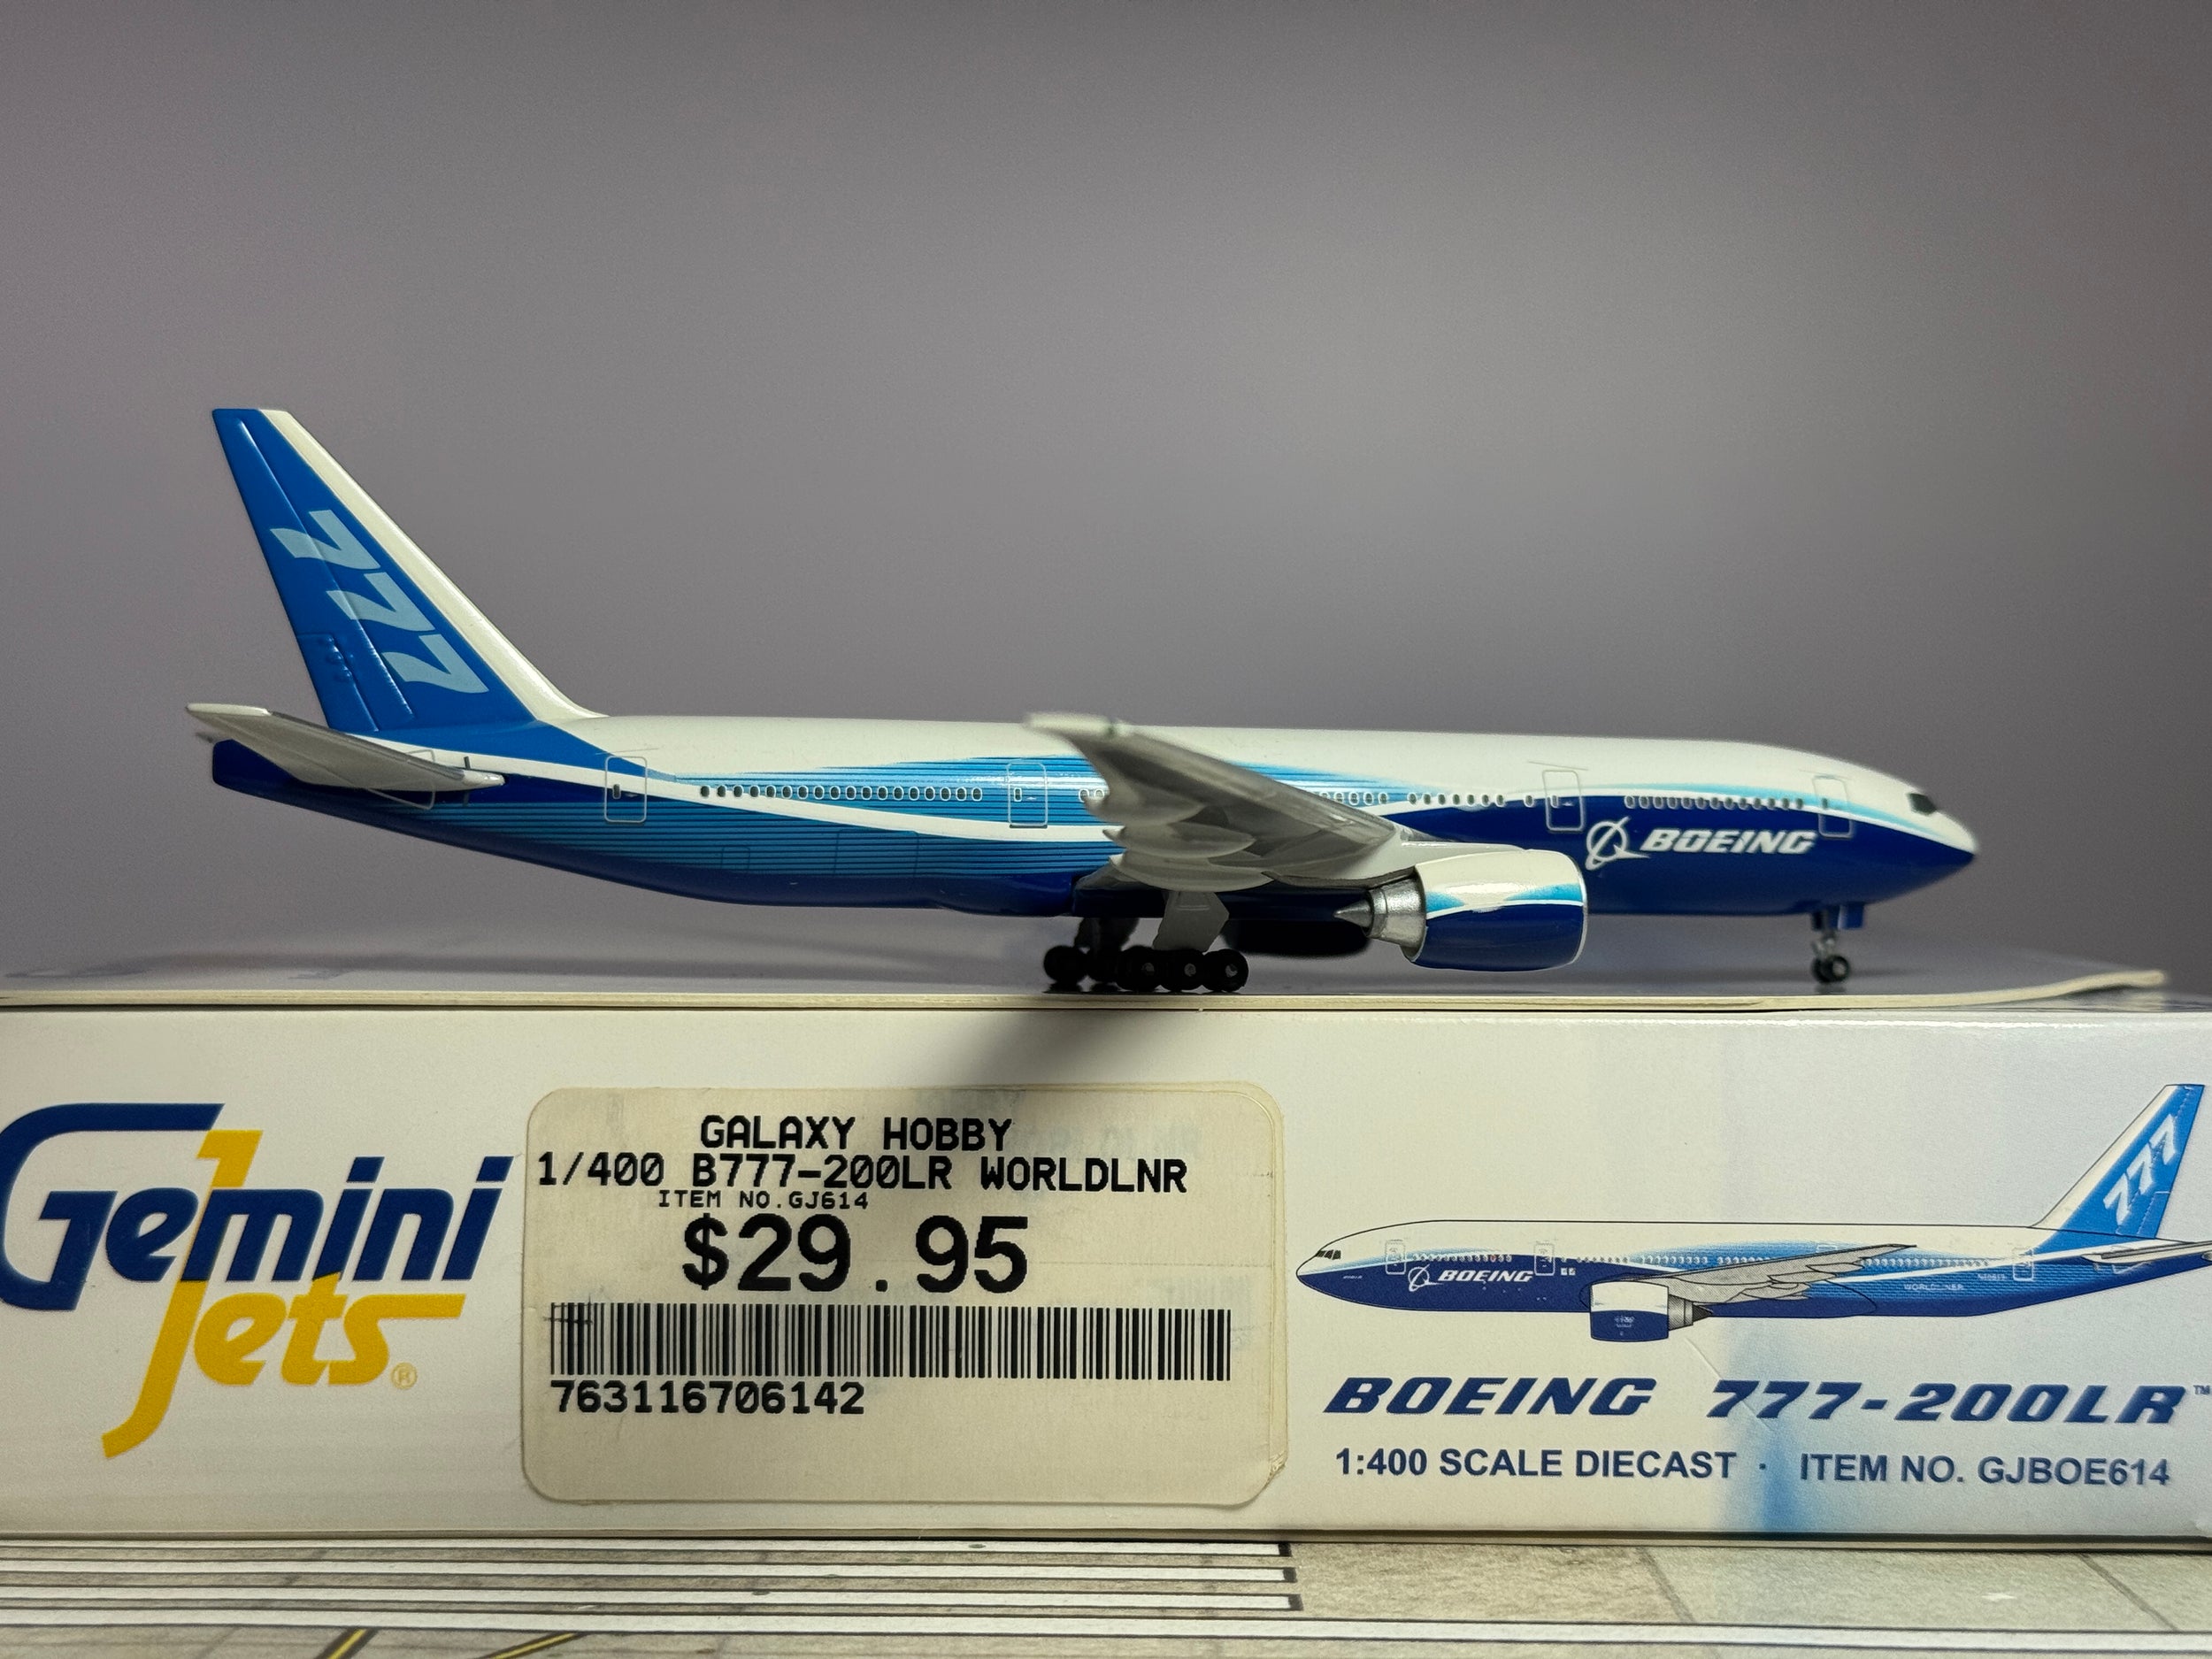 777
BOEING
Gemini
Jets®
GALAXY HOBBY
1/400 B777-200LR WORLDLNR
ITEM NO.GJ614
$29.95
763116706142
777
BOEING
BOEING 777-200LR™
1:400 SCALE DIECAST · ITEM NO. GJBOE614